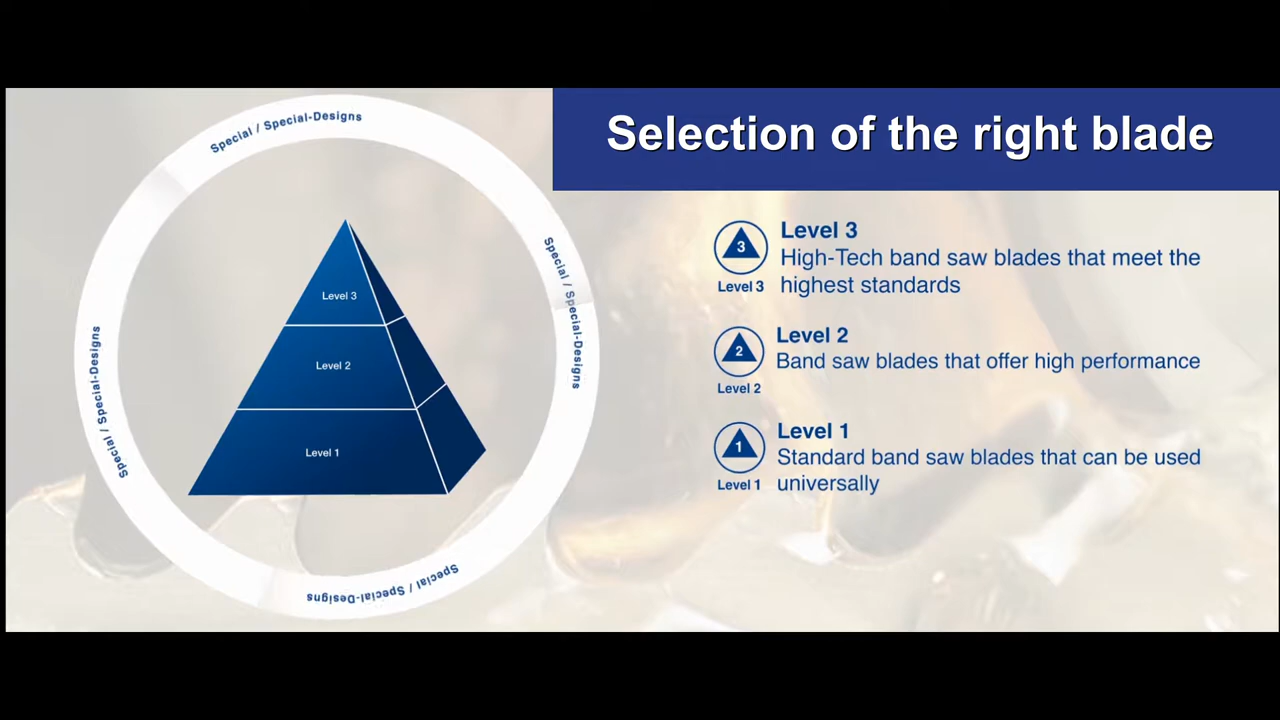 Selection of the right blade
Special / Special-Designs
Special / Special-Designs
Special / Special-Designs
Special / Special-Designs
Level 3
Level 2
Level 1
3
Level 3
Level 3
High-Tech band saw blades that meet the
highest standards
2
Level 2
Level 2
Band saw blades that offer high performance
1
Level 1
Level 1
Standard band saw blades that can be used
universally